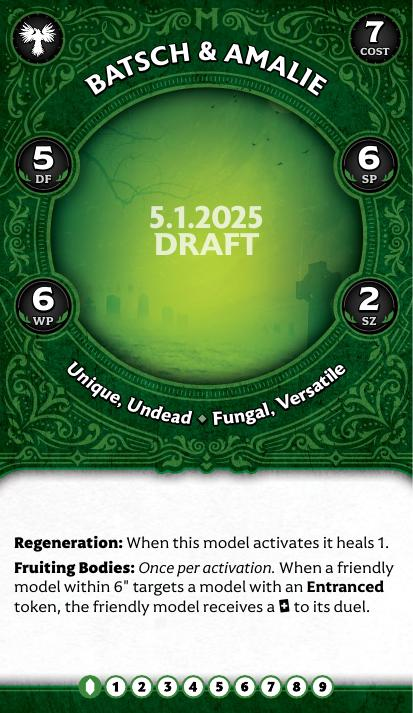 7
COST
BATSCH & AMALIE
5
DF
6
SP
5.1.2025
DRAFT
6
WP
2
SZ
Unique, Undead ◆ Fungal, Versatile
Regeneration: When this model activates it heals 1.
Fruiting Bodies: Once per activation. When a friendly
model within 6" targets a model with an Entranced
token, the friendly model receives a 🃏 to its duel.
1 2 3 4 5 6 7 8 9